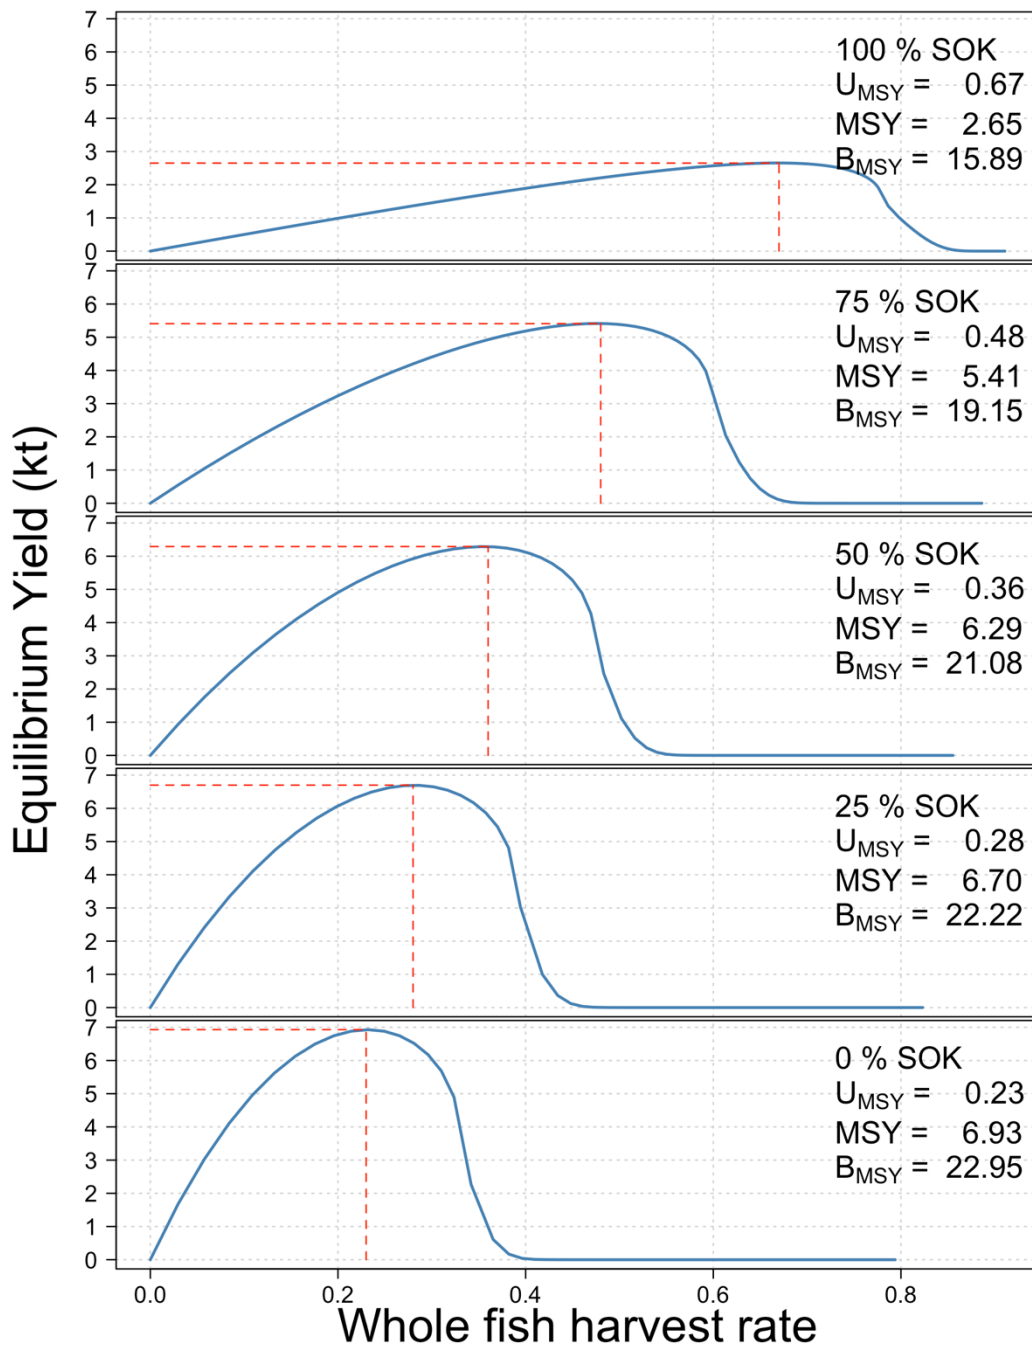 Equilibrium Yield (kt)
7
6
5
4
3
2
1
0
100 % SOK
UMSY = 0.67
MSY = 2.65
BMSY = 15.89
7
6
5
4
3
2
1
0
75 % SOK
UMSY = 0.48
MSY = 5.41
BMSY = 19.15
7
6
5
4
3
2
1
0
50 % SOK
UMSY = 0.36
MSY = 6.29
BMSY = 21.08
7
6
5
4
3
2
1
0
25 % SOK
UMSY = 0.28
MSY = 6.70
BMSY = 22.22
7
6
5
4
3
2
1
0
0 % SOK
UMSY = 0.23
MSY = 6.93
BMSY = 22.95
0.0 0.2 0.4 0.6 0.8
Whole fish harvest rate